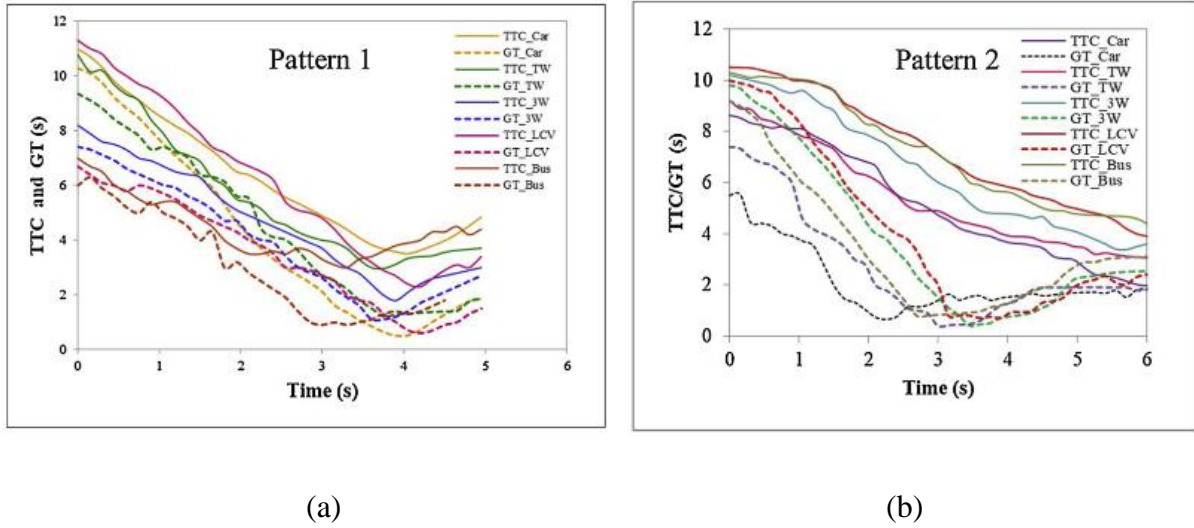 Pattern 1
TTC and GT (s)
12
10
8
6
4
2
0
0 1 2 3 4 5 6
Time (s)
TTC_Car
GT_Car
TTC_TW
GT_TW
TTC_3W
GT_3W
TTC_LCV
GT_LCV
TTC_Bus
GT_Bus
Pattern 2
TTC/GT (s)
12
10
8
6
4
2
0
0 1 2 3 4 5 6
Time (s)
TTC_Car
GT_Car
TTC_TW
GT_TW
TTC_3W
GT_3W
TTC_LCV
GT_LCV
TTC_Bus
GT_Bus
(a)
(b)